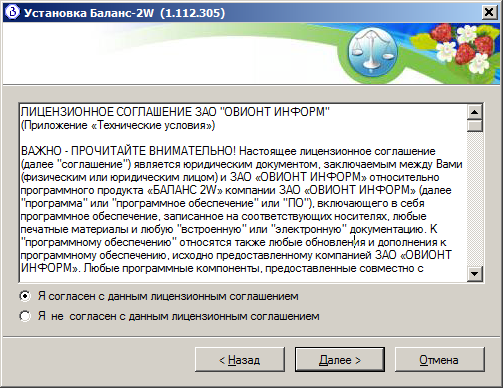 Установка Баланс-2W (1.112.305)
ЛИЦЕНЗИОННОЕ СОГЛАШЕНИЕ ЗАО "ОВИОНТ ИНФОРМ"
(Приложение «Технические условия»)
ВАЖНО - ПРОЧИТАЙТЕ ВНИМАТЕЛЬНО! Настоящее лицензионное соглашение
(далее "соглашение") является юридическим документом, заключаемым между Вами
(физическим или юридическим лицом) и ЗАО «ОВИОНТ ИНФОРМ» относительно
программного продукта «БАЛАНС 2W» компании ЗАО «ОВИОНТ ИНФОРМ» (далее
"программа" или "программное обеспечение" или "ПО"), включающего в себя
программное обеспечение, записанное на соответствующих носителях, любые
печатные материалы и любую "встроенную" или "электронную" документацию. К
"программному обеспечению" относятся также любые обновления и дополнения к
программному обеспечению, исходно предоставленному компанией ЗАО «ОВИОНТ
ИНФОРМ». Любые программные компоненты, предоставленные совместно с
Я согласен с данным лицензионным соглашением
Я не согласен с данным лицензионным соглашением
< Назад
Далее >
Отмена